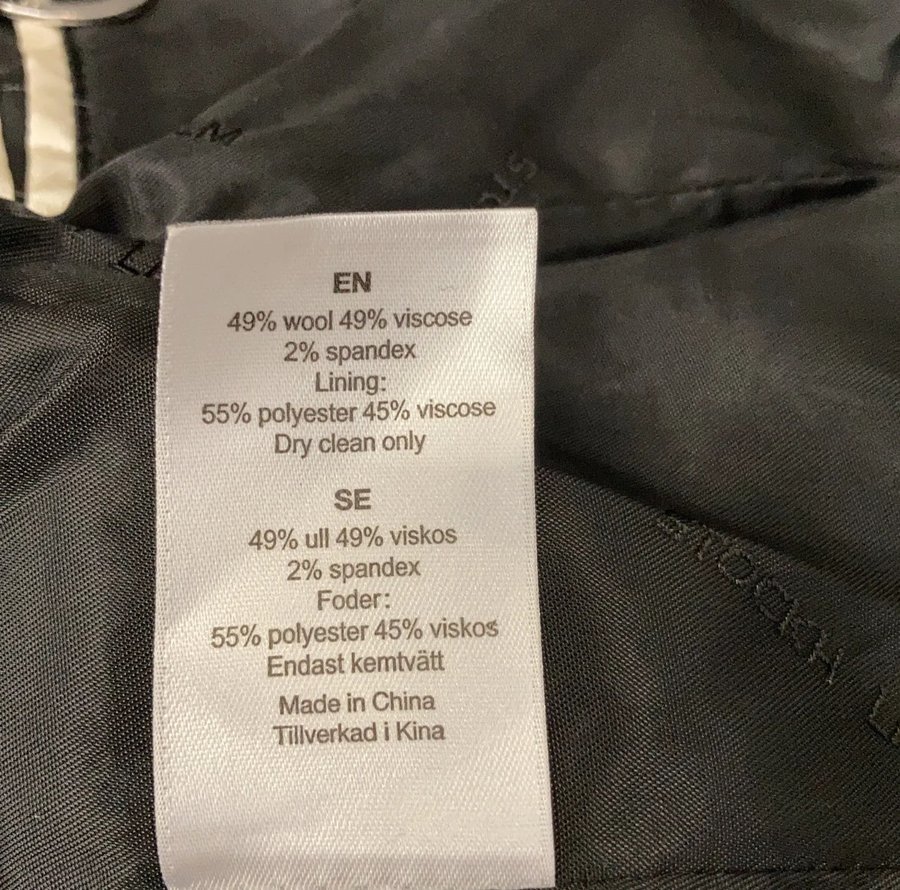 EN
49% wool 49% viscose
2% spandex
Lining:
55% polyester 45% viscose
Dry clean only
SE
49% ull 49% viskos
2% spandex
Foder:
55% polyester 45% viskos
Endast kemtvätt
Made in China
Tillverkad i Kina